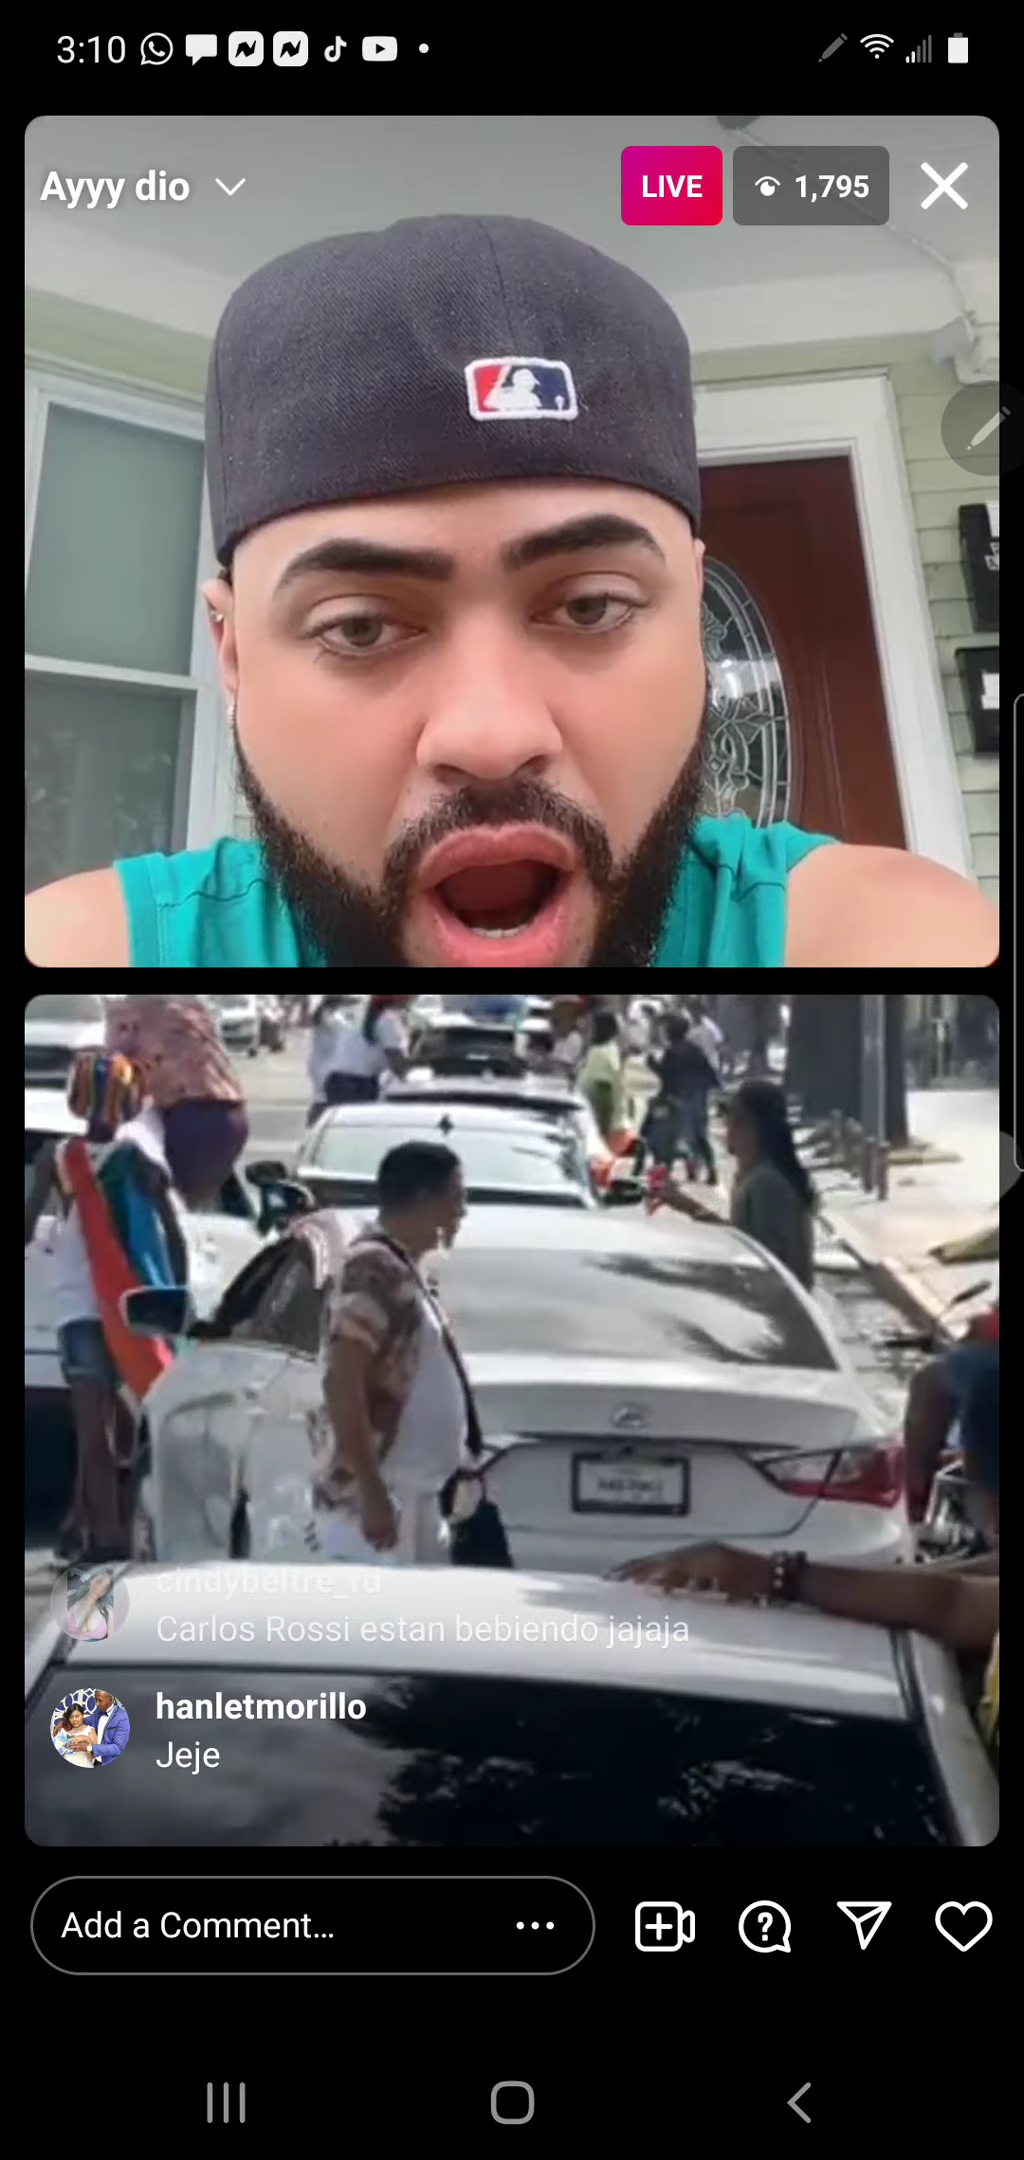 3:10
Ayyy dio
LIVE
1,795
cindybeltre_rd
Carlos Rossi estan bebiendo jajaja
hanletmorillo
Jeje
Add a Comment...